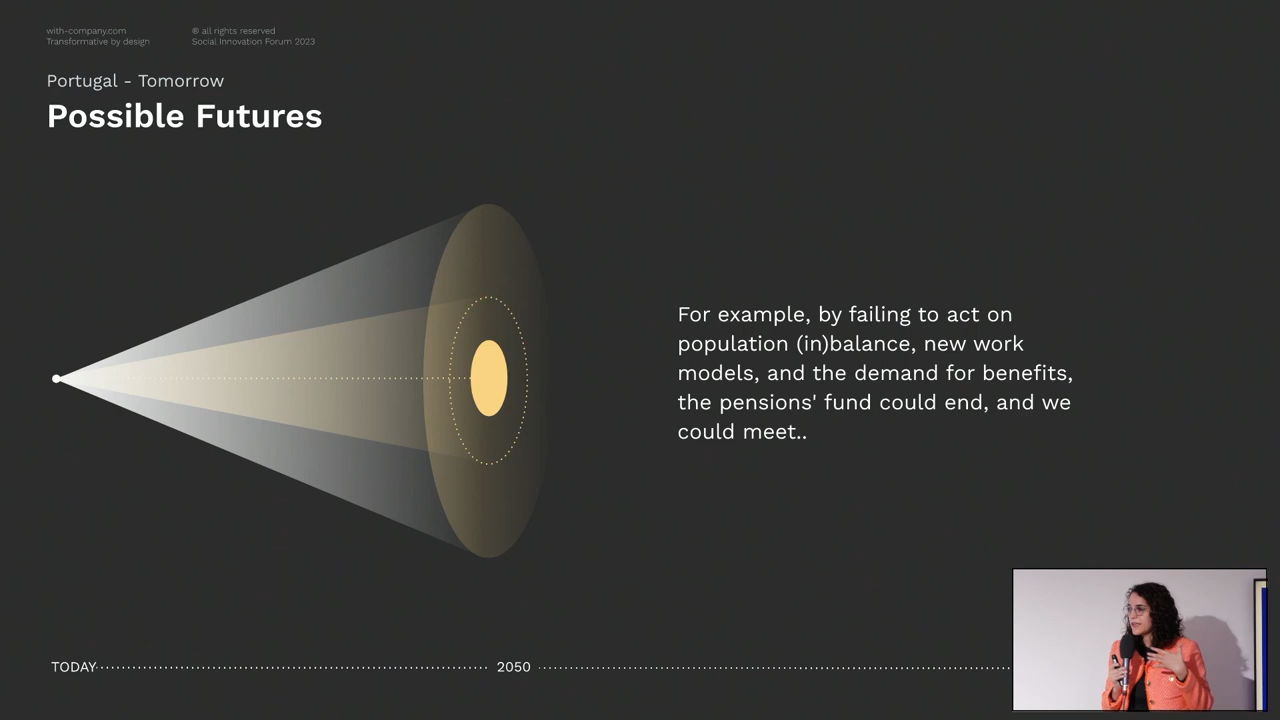 with-company.com
Transformative by design
® all rights reserved
Social Innovation Forum 2023
Portugal - Tomorrow
Possible Futures
For example, by failing to act on
population (in)balance, new work
models, and the demand for benefits,
the pensions' fund could end, and we
could meet..
TODAY
2050